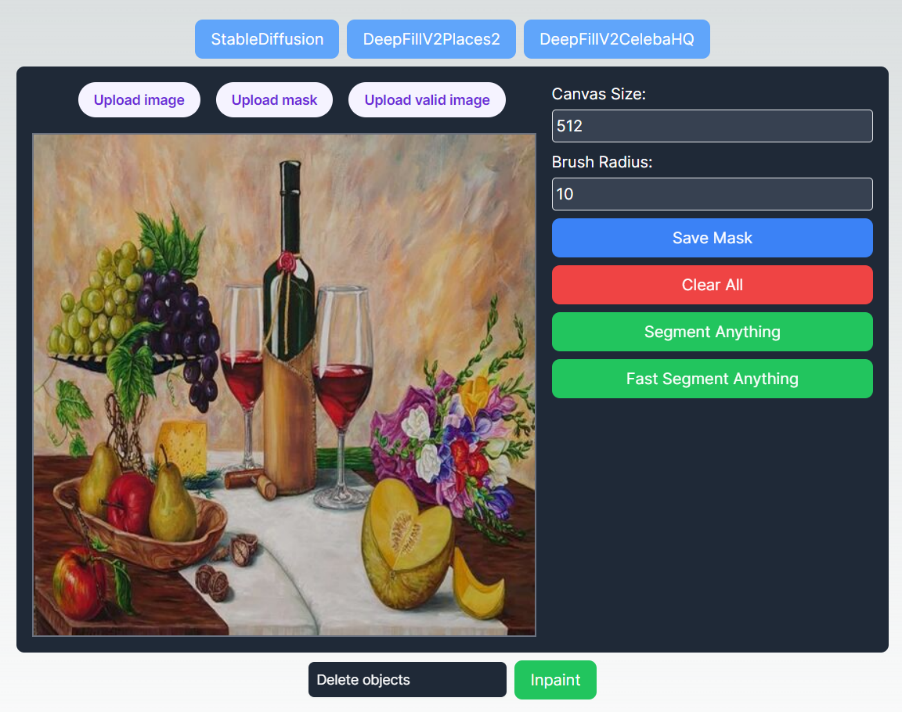 StableDiffusion DeepFillV2Places2 DeepFillV2CelebaHQ
Upload image Upload mask Upload valid image
Canvas Size:
512
Brush Radius:
10
Save Mask
Clear All
Segment Anything
Fast Segment Anything
Delete objects Inpaint